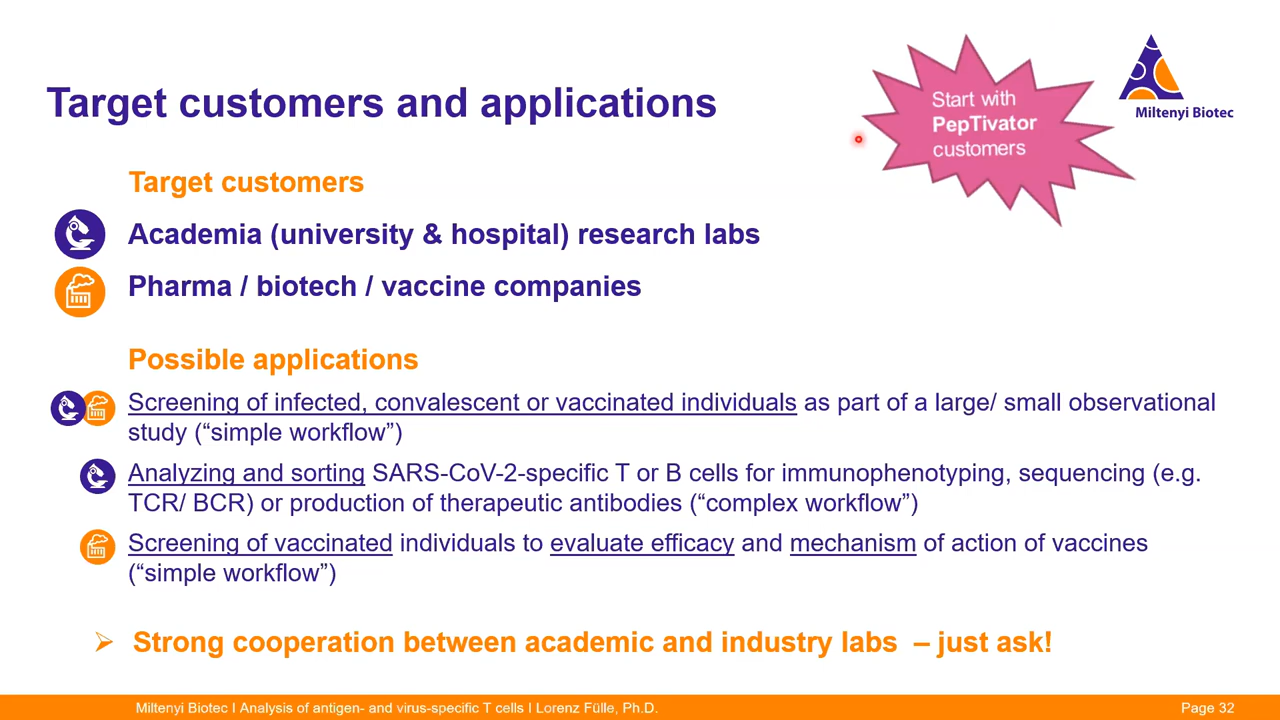 Target customers and applications
Start with
PepTivator
customers
Miltenyi Biotec
Target customers
Academia (university & hospital) research labs
Pharma / biotech / vaccine companies
Possible applications
Screening of infected, convalescent or vaccinated individuals as part of a large/ small observational
study (“simple workflow”)
Analyzing and sorting SARS-CoV-2-specific T or B cells for immunophenotyping, sequencing (e.g.
TCR/ BCR) or production of therapeutic antibodies (“complex workflow”)
Screening of vaccinated individuals to evaluate efficacy and mechanism of action of vaccines
(“simple workflow”)
Strong cooperation between academic and industry labs – just ask!
Miltenyi Biotec I Analysis of antigen- and virus-specific T cells I Lorenz Fülle, Ph.D.
Page 32